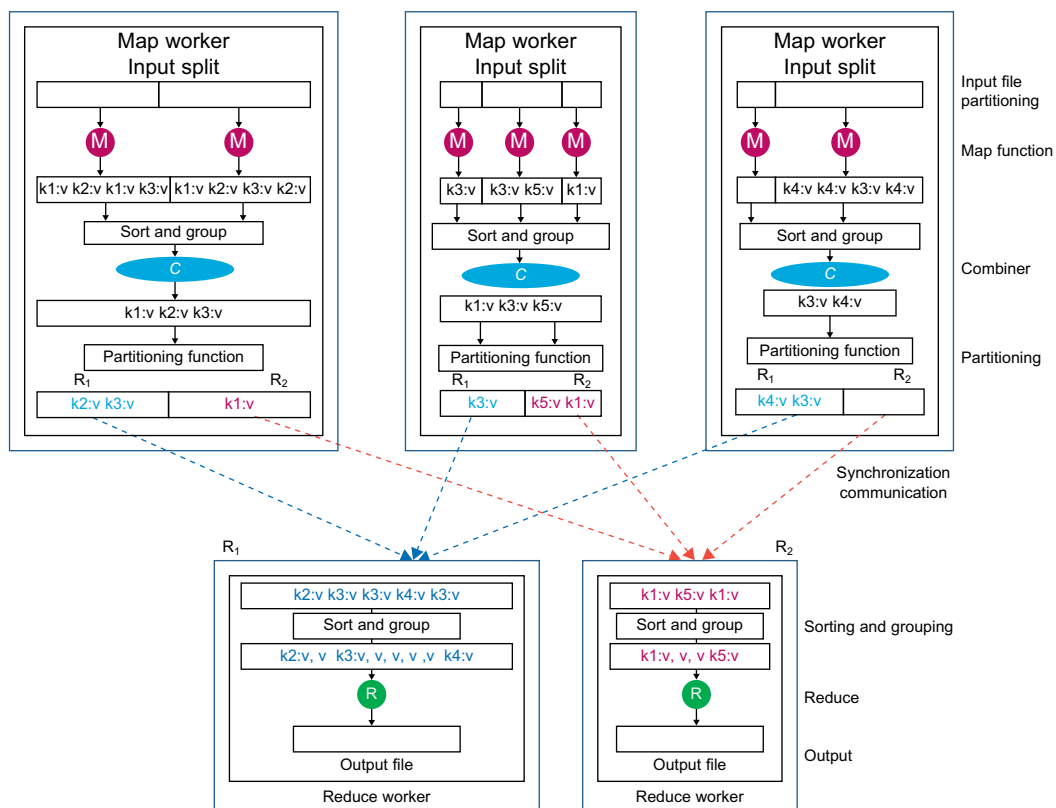 Map worker
Input split
Map worker
Input split
Map worker
Input split
Input file
partitioning
M M M M M M M
Map function
k1:v k2:v k1:v k3:v k1:v k2:v k3:v k2:v
k3:v k3:v k5:v k1:v
k4:v k4:v k3:v k4:v
Sort and group
Sort and group
Sort and group
C
C
C
Combiner
k1:v k2:v k3:v
k1:v k3:v k5:v
k3:v k4:v
Partitioning function
Partitioning function
Partitioning function
Partitioning
R1 R2
R1 R2
R1 R2
k2:v k3:v k1:v
k3:v k5:v k1:v
k4:v k3:v
Synchronization
communication
R1
R2
k2:v k3:v k3:v k4:v k3:v
k1:v k5:v k1:v
Sort and group
Sort and group
Sorting and grouping
k2:v, v k3:v, v, v, v ,v k4:v
k1:v, v, v k5:v
R
R
Reduce
Output
Output file
Output file
Reduce worker
Reduce worker